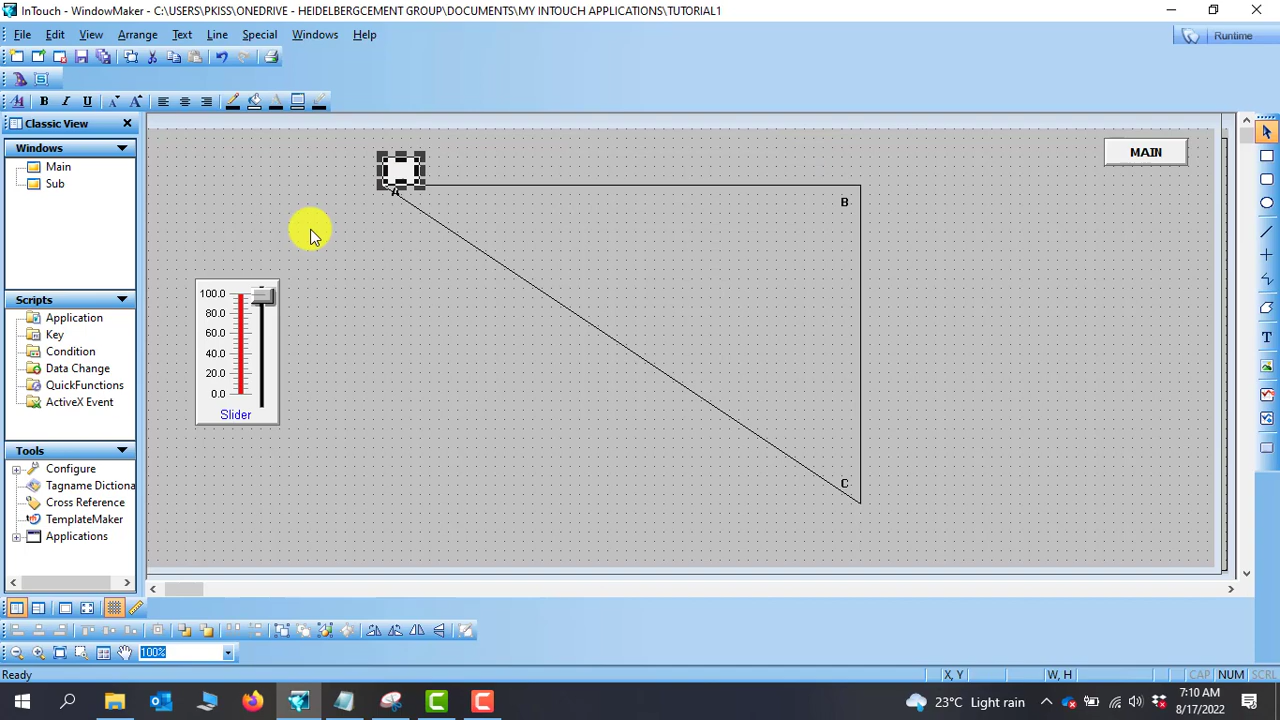 InTouch - WindowMaker - C:\USERS\PKISS\ONEDRIVE - HEIDELBERGCEMENT GROUP\DOCUMENTS\MY INTOUCH APPLICATIONS\TUTORIAL1
File Edit View Arrange Text Line Special Windows Help
Runtime
B I U A A A
Classic View
Windows
Main
Sub
Scripts
Application
Key
Condition
Data Change
QuickFunctions
ActiveX Event
Tools
Configure
Tagname Dictiona
Cross Reference
TemplateMaker
Applications
MAIN
A
B
C
100.0
80.0
60.0
40.0
20.0
0.0
Slider
T
100%
Ready
X, Y W, H CAP NUM SCRL
23°C Light rain
7:10 AM
8/17/2022